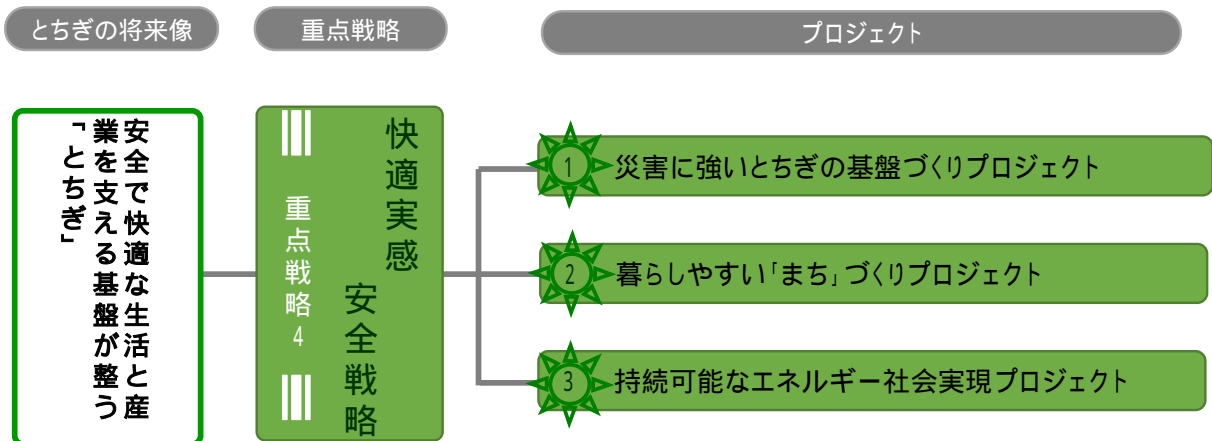 とちぎの将来像
重点戦略
プロジェクト
安全で快適な生活と産
業を支える基盤が整う
「とちぎ」
快適実感
安全戦略
重点戦略4
1
災害に強いとちぎの基盤づくりプロジェクト
2
暮らしやすい「まち」づくりプロジェクト
3
持続可能なエネルギー社会実現プロジェクト